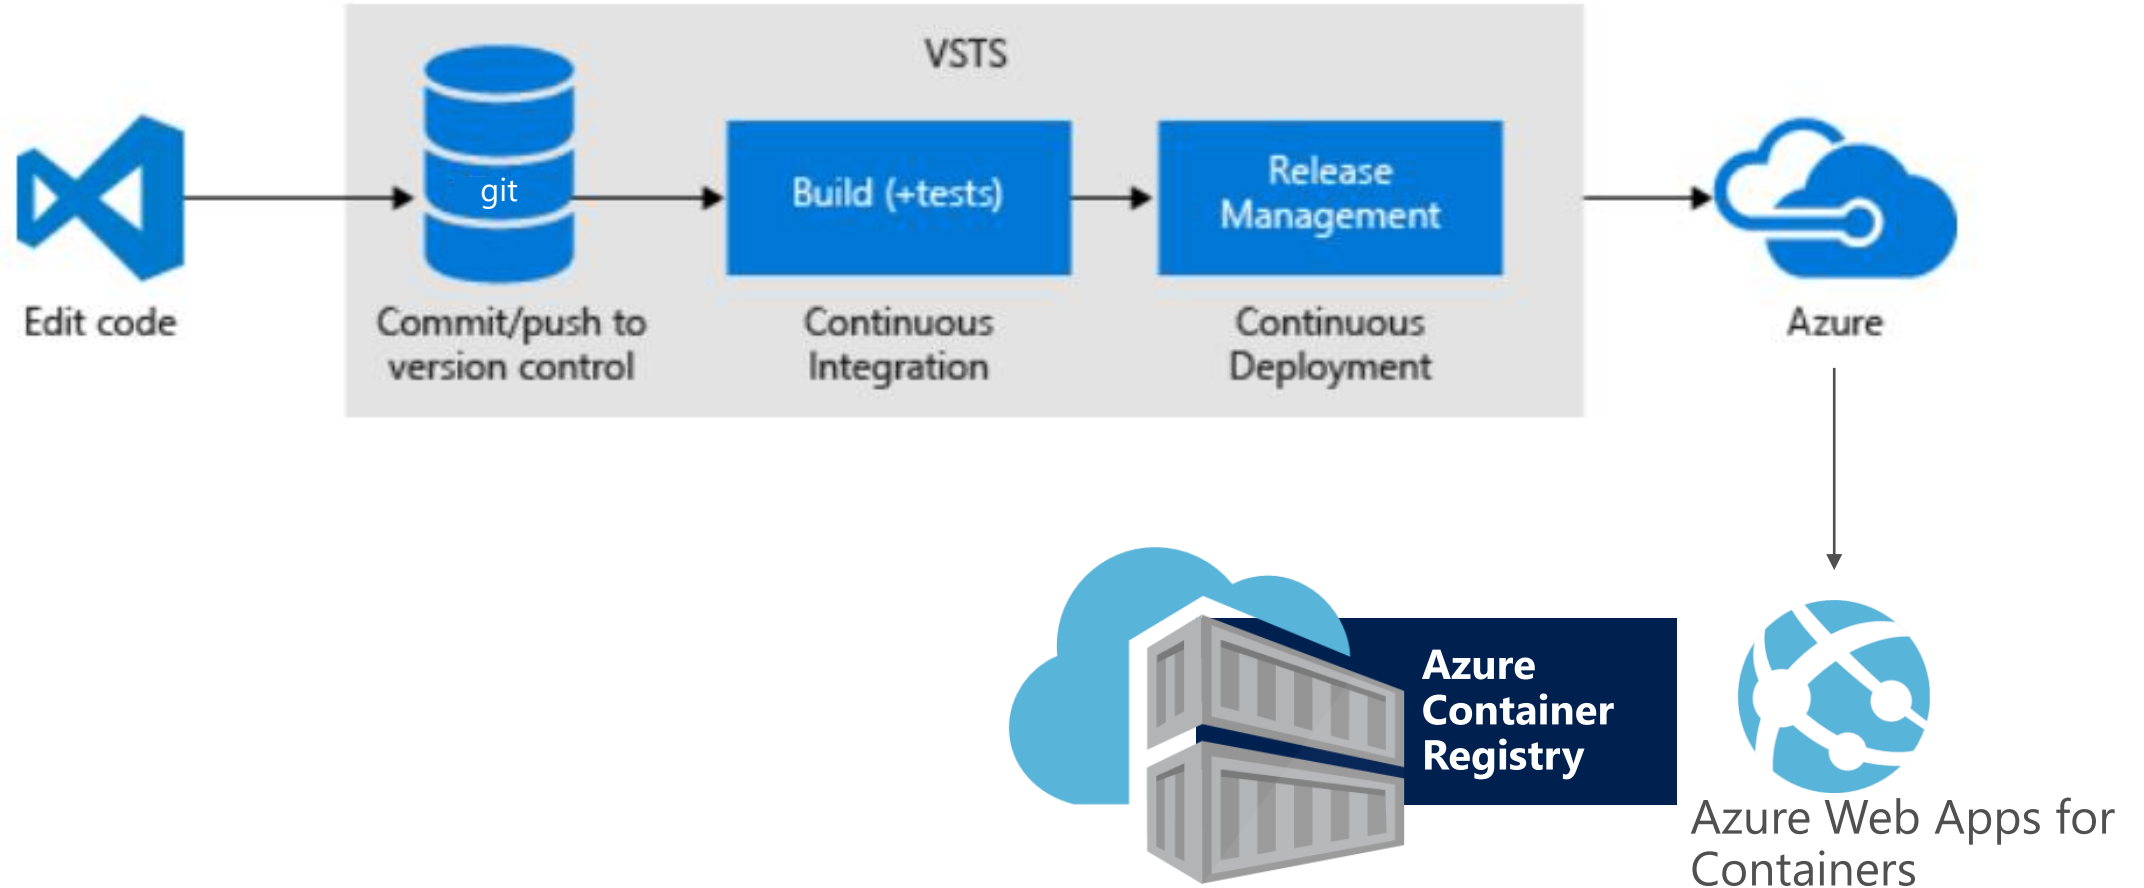 VSTS
git
Build (+tests)
Release
Management
Edit code
Commit/push to
version control
Continuous
Integration
Continuous
Deployment
Azure
Azure
Container
Registry
Azure Web Apps for
Containers